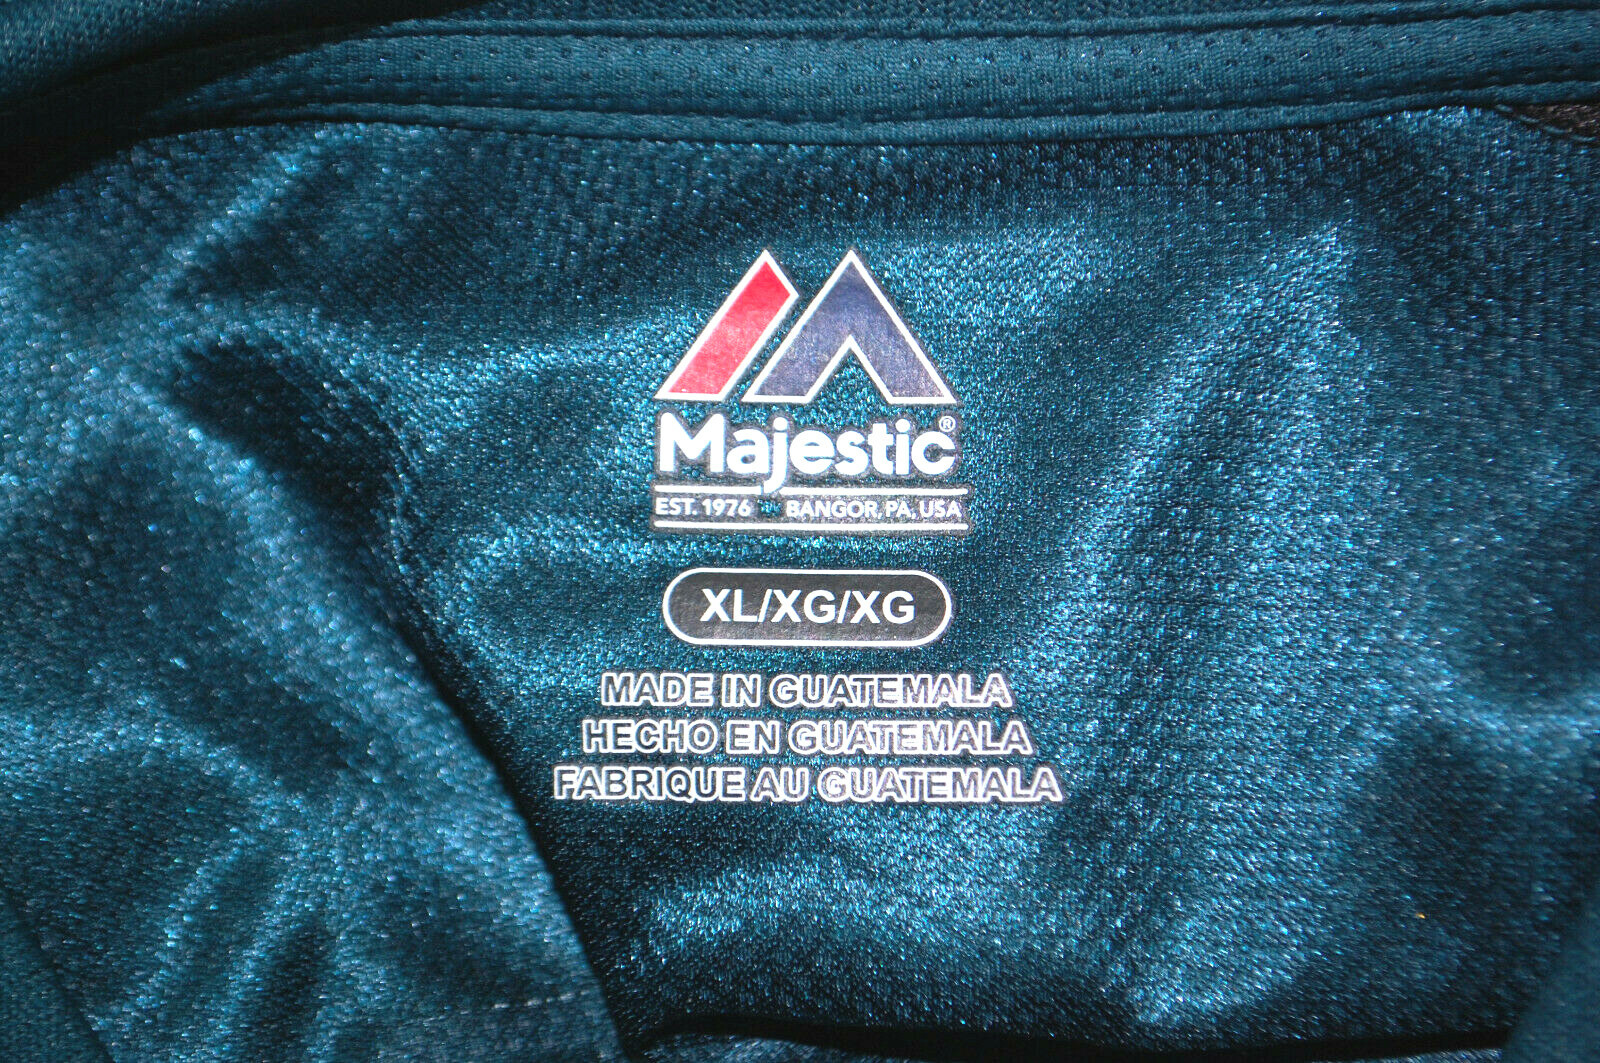 Majestic®
EST. 1976 BANGOR, PA, USA
XL/XG/XG
MADE IN GUATEMALA
HECHO EN GUATEMALA
FABRIQUE AU GUATEMALA